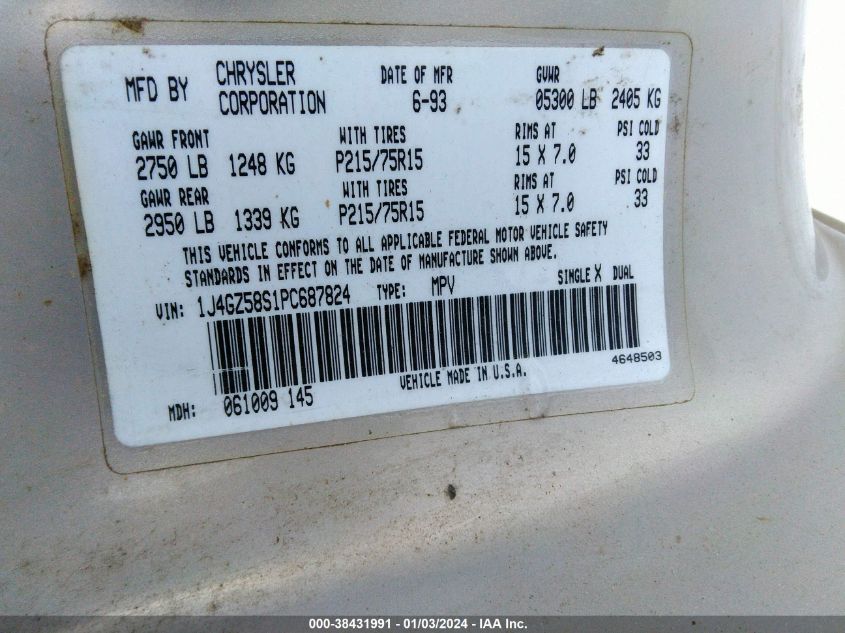 MFD BY CHRYSLER CORPORATION DATE OF MFR 6-93 GVWR 05300 LB 2405 KG
GAWR FRONT WITH TIRES RIMS AT PSI COLD
2750 LB 1248 KG P215/75R15 15 X 7.0 33
GAWR REAR WITH TIRES RIMS AT PSI COLD
2950 LB 1339 KG P215/75R15 15 X 7.0 33
THIS VEHICLE CONFORMS TO ALL APPLICABLE FEDERAL MOTOR VEHICLE SAFETY
STANDARDS IN EFFECT ON THE DATE OF MANUFACTURE SHOWN ABOVE.
VIN: 1J4GZ58S1PC687824 TYPE: MPV SINGLE X DUAL
4648503
MDH: 061009 145 VEHICLE MADE IN U.S.A.
000-38431991 - 01/03/2024 - IAA Inc.